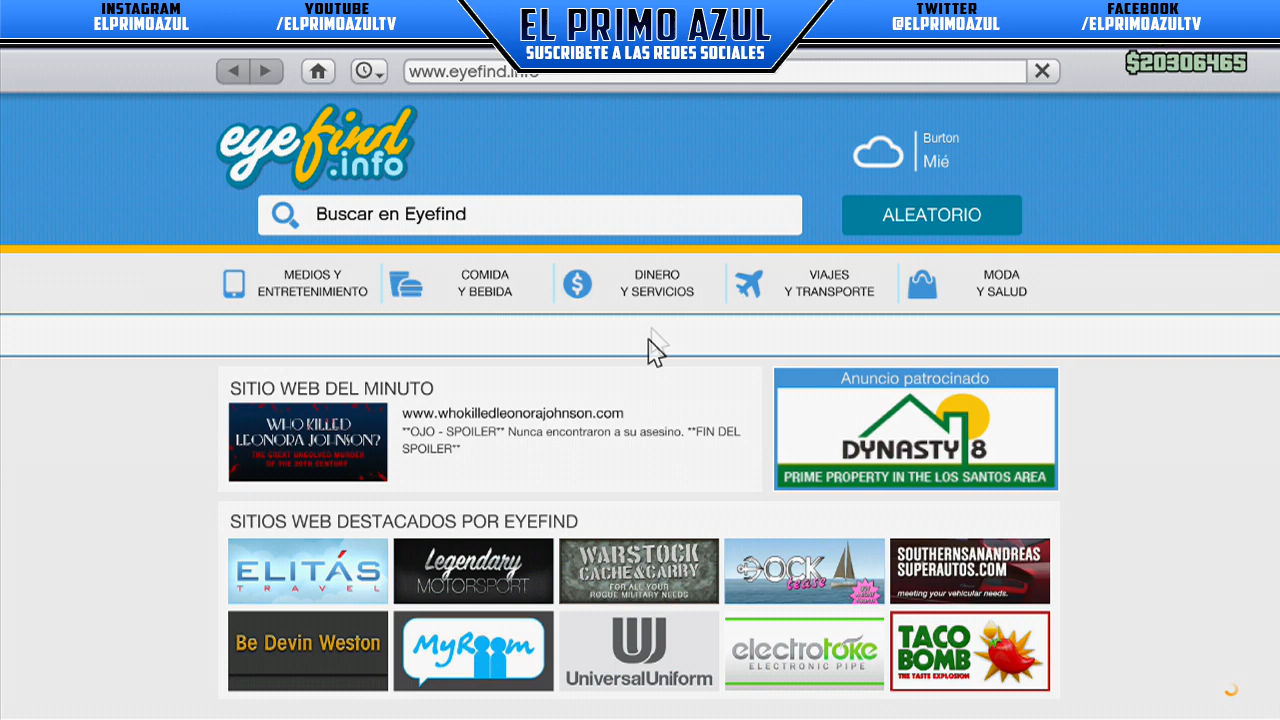 INSTAGRAM
ELPRIMOAZUL
YOUTUBE
/ELPRIMOAZULTV
EL PRIMO AZUL
SUSCRIBETE A LAS REDES SOCIALES
TWITTER
@ELPRIMOAZUL
FACEBOOK
/ELPRIMOAZULTV
www.eyefind.info
$20306465
eyefind
.info
Burton
Mié
Buscar en Eyefind
ALEATORIO
MEDIOS Y
ENTRETENIMIENTO
COMIDA
Y BEBIDA
DINERO
Y SERVICIOS
VIAJES
Y TRANSPORTE
MODA
Y SALUD
SITIO WEB DEL MINUTO
WHO KILLED
LEONORA JOHNSON?
THE GREAT UNSOLVED MURDER
OF THE 20TH CENTURY
www.whokilledleonorajohnson.com
**OJO - SPOILER** Nunca encontraron a su asesino. **FIN DEL
SPOILER**
Anuncio patrocinado
DYNASTY 8
PRIME PROPERTY IN THE LOS SANTOS AREA
SITIOS WEB DESTACADOS POR EYEFIND
ELITÁS
TRAVEL
Legendary
MOTORSPORT
WARSTOCK
CACHE & CARRY
FOR ALL YOUR
ROGUE MILITARY NEEDS
DOCK
tease
SOUTHERNSANANDREAS
SUPERAUTOS.COM
meeting your vehicular needs.
Be Devin Weston
MyRoom
UniversalUniform
electrotoke
ELECTRONIC PIPE
TACO
BOMB
THE TASTE EXPLOSION